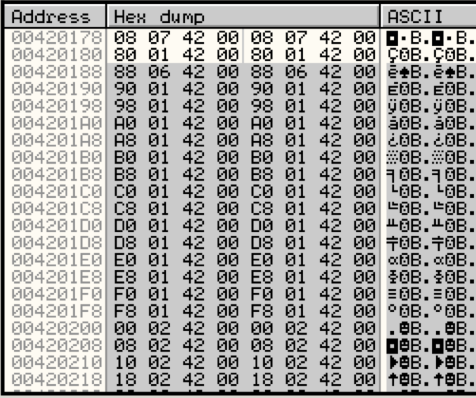 Address Hex dump ASCII
00420178 08 07 42 00 08 07 42 00 ◘•B.◘•B.
00420180 80 01 42 00 80 01 42 00 Ç☺B.Ç☺B.
00420188 88 06 42 00 88 06 42 00 ê♠B.ê♠B.
00420190 90 01 42 00 90 01 42 00 É☺B.É☺B.
00420198 98 01 42 00 98 01 42 00 ÿ☺B.ÿ☺B.
004201A0 A0 01 42 00 A0 01 42 00 á☺B.á☺B.
004201A8 A8 01 42 00 A8 01 42 00 ¿☺B.¿☺B.
004201B0 B0 01 42 00 B0 01 42 00 ░☺B.░☺B.
004201B8 B8 01 42 00 B8 01 42 00 ╕☺B.╕☺B.
004201C0 C0 01 42 00 C0 01 42 00 └☺B.└☺B.
004201C8 C8 01 42 00 C8 01 42 00 ╚☺B.╚☺B.
004201D0 D0 01 42 00 D0 01 42 00 ╨☺B.╨☺B.
004201D8 D8 01 42 00 D8 01 42 00 ╪☺B.╪☺B.
004201E0 E0 01 42 00 E0 01 42 00 α☺B.α☺B.
004201E8 E8 01 42 00 E8 01 42 00 Φ☺B.Φ☺B.
004201F0 F0 01 42 00 F0 01 42 00 ≡☺B.≡☺B.
004201F8 F8 01 42 00 F8 01 42 00 °☺B.°☺B.
00420200 00 02 42 00 00 02 42 00 .☻B..☻B.
00420208 08 02 42 00 08 02 42 00 ◘☻B.◘☻B.
00420210 10 02 42 00 10 02 42 00 ►☻B.►☻B.
00420218 18 02 42 00 18 02 42 00 ↑☻B.↑☻B.